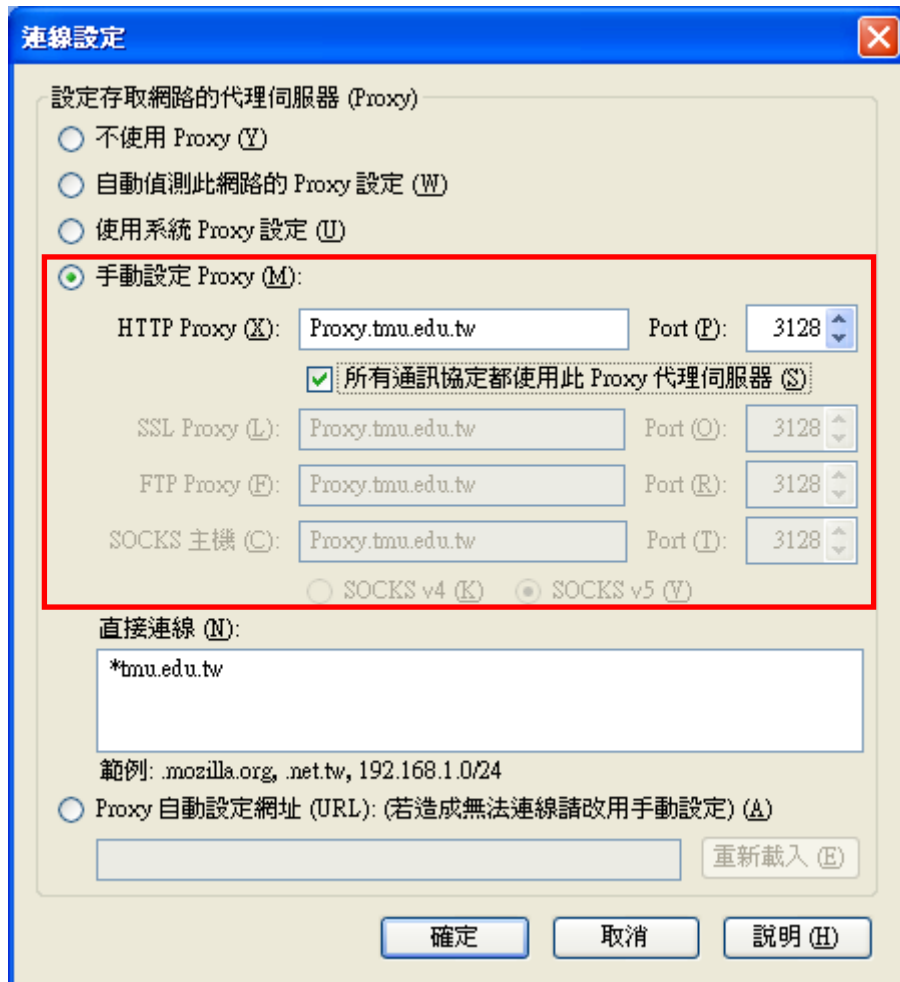 連線設定
設定存取網路的代理伺服器 (Proxy)
不使用 Proxy (Y)
自動偵測此網路的 Proxy 設定 (W)
使用系統 Proxy 設定 (U)
手動設定 Proxy (M):
HTTP Proxy (X): Proxy.tmu.edu.tw Port (P): 3128
所有通訊協定都使用此 Proxy 代理伺服器 (S)
SSL Proxy (L): Proxy.tmu.edu.tw Port (O): 3128
FTP Proxy (F): Proxy.tmu.edu.tw Port (R): 3128
SOCKS 主機 (C): Proxy.tmu.edu.tw Port (T): 3128
SOCKS v4 (K) SOCKS v5 (V)
直接連線 (N):
*tmu.edu.tw
範例: .mozilla.org, .net.tw, 192.168.1.0/24
Proxy 自動設定網址 (URL): (若造成無法連線請改用手動設定) (A)
重新載入 (E)
確定 取消 說明 (H)